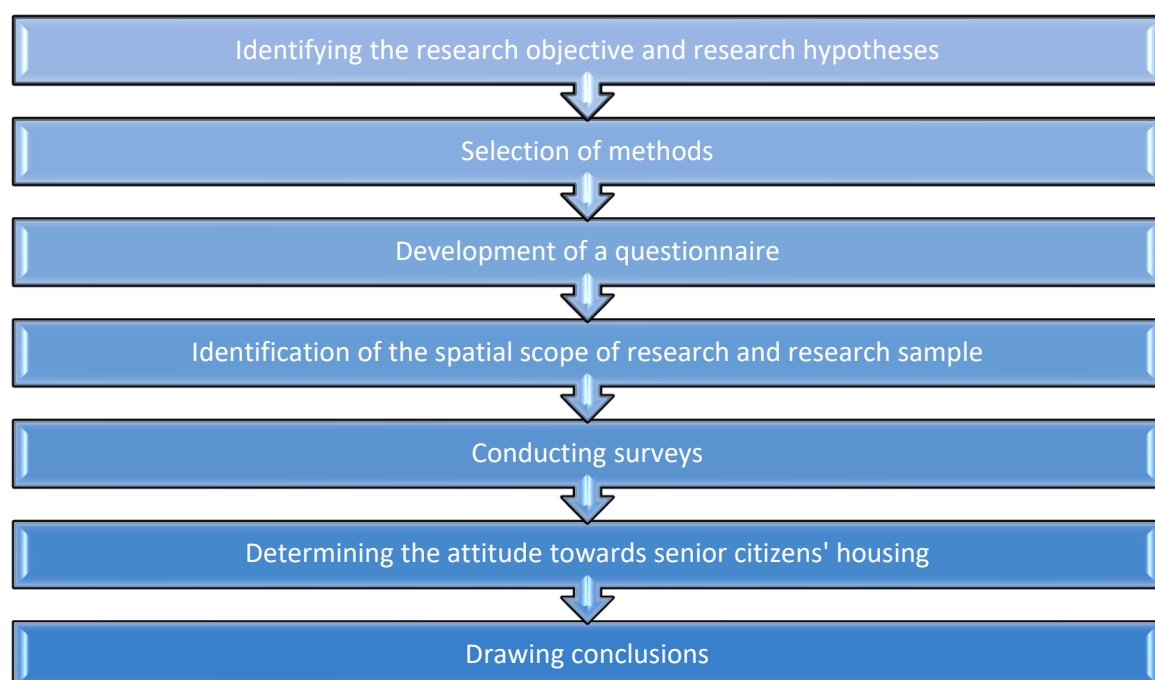 Identifying the research objective and research hypotheses
Selection of methods
Development of a questionnaire
Identification of the spatial scope of research and research sample
Conducting surveys
Determining the attitude towards senior citizens' housing
Drawing conclusions